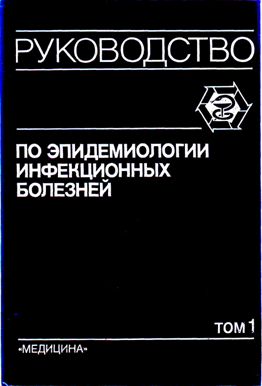 РУКОВОДСТВО
ПО ЭПИДЕМИОЛОГИИ
ИНФЕКЦИОННЫХ
БОЛЕЗНЕЙ
ТОМ 1
«МЕДИЦИНА»